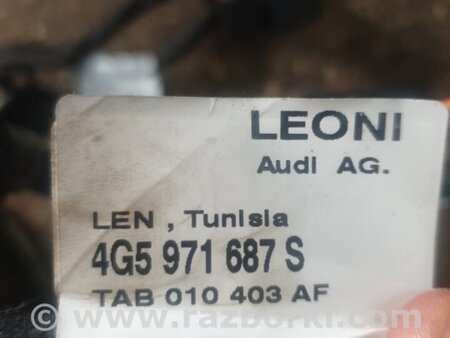 LEONI
Audi AG.
LEN , Tunisia
4G5 971 687 S
TAB 010 403 AF
www.razborki.com